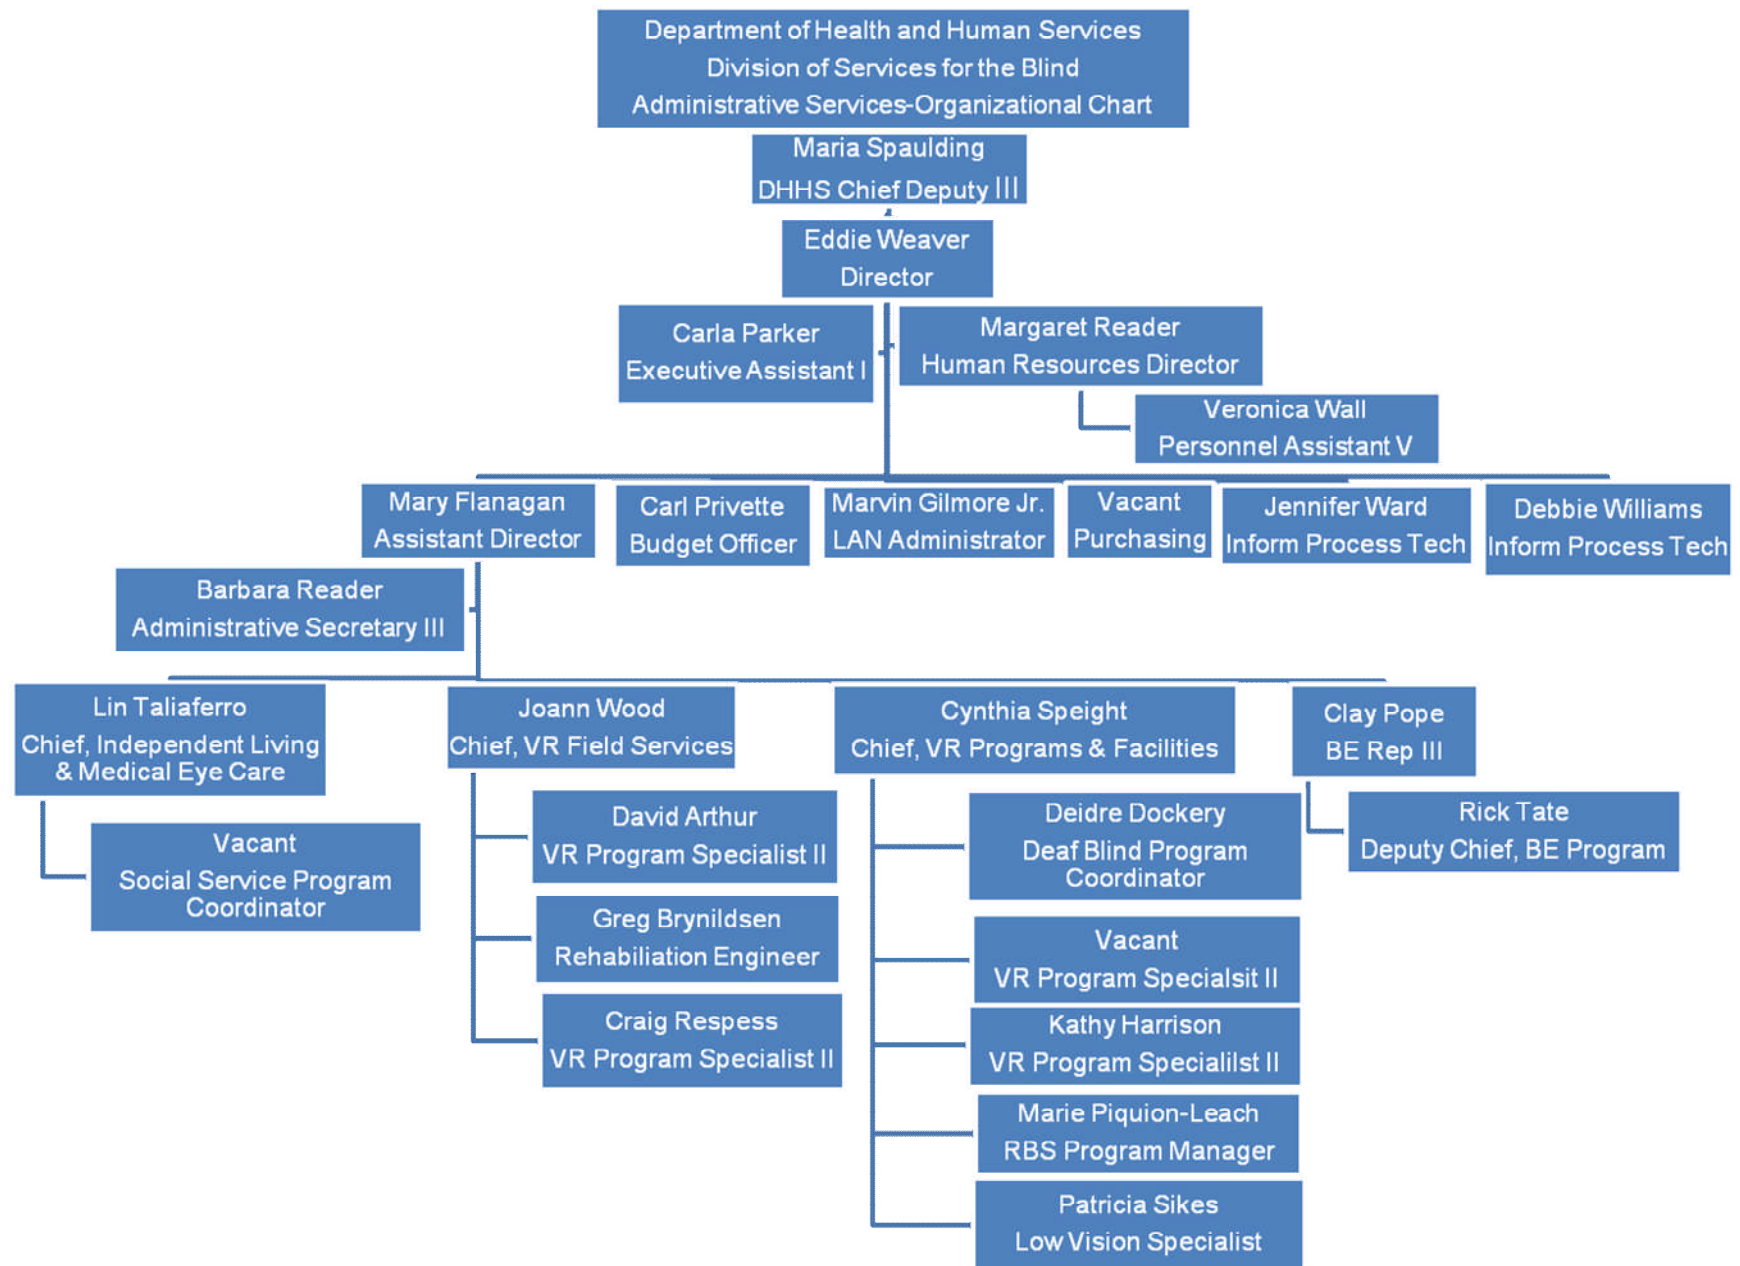 Department of Health and Human Services
Division of Services for the Blind
Administrative Services-Organizational Chart
Maria Spaulding
DHHS Chief Deputy III
Eddie Weaver
Director
Carla Parker
Executive Assistant I
Margaret Reader
Human Resources Director
Veronica Wall
Personnel Assistant V
Mary Flanagan
Assistant Director
Carl Privette
Budget Officer
Marvin Gilmore Jr.
LAN Administrator
Vacant
Purchasing
Jennifer Ward
Inform Process Tech
Debbie Williams
Inform Process Tech
Barbara Reader
Administrative Secretary III
Lin Taliaferro
Chief, Independent Living
& Medical Eye Care
Vacant
Social Service Program
Coordinator
Joann Wood
Chief, VR Field Services
David Arthur
VR Program Specialist II
Greg Brynildsen
Rehabiliation Engineer
Craig Respess
VR Program Specialist II
Cynthia Speight
Chief, VR Programs & Facilities
Deidre Dockery
Deaf Blind Program
Coordinator
Vacant
VR Program Specialsit II
Kathy Harrison
VR Program Specialilst II
Marie Piquion-Leach
RBS Program Manager
Patricia Sikes
Low Vision Specialist
Clay Pope
BE Rep III
Rick Tate
Deputy Chief, BE Program